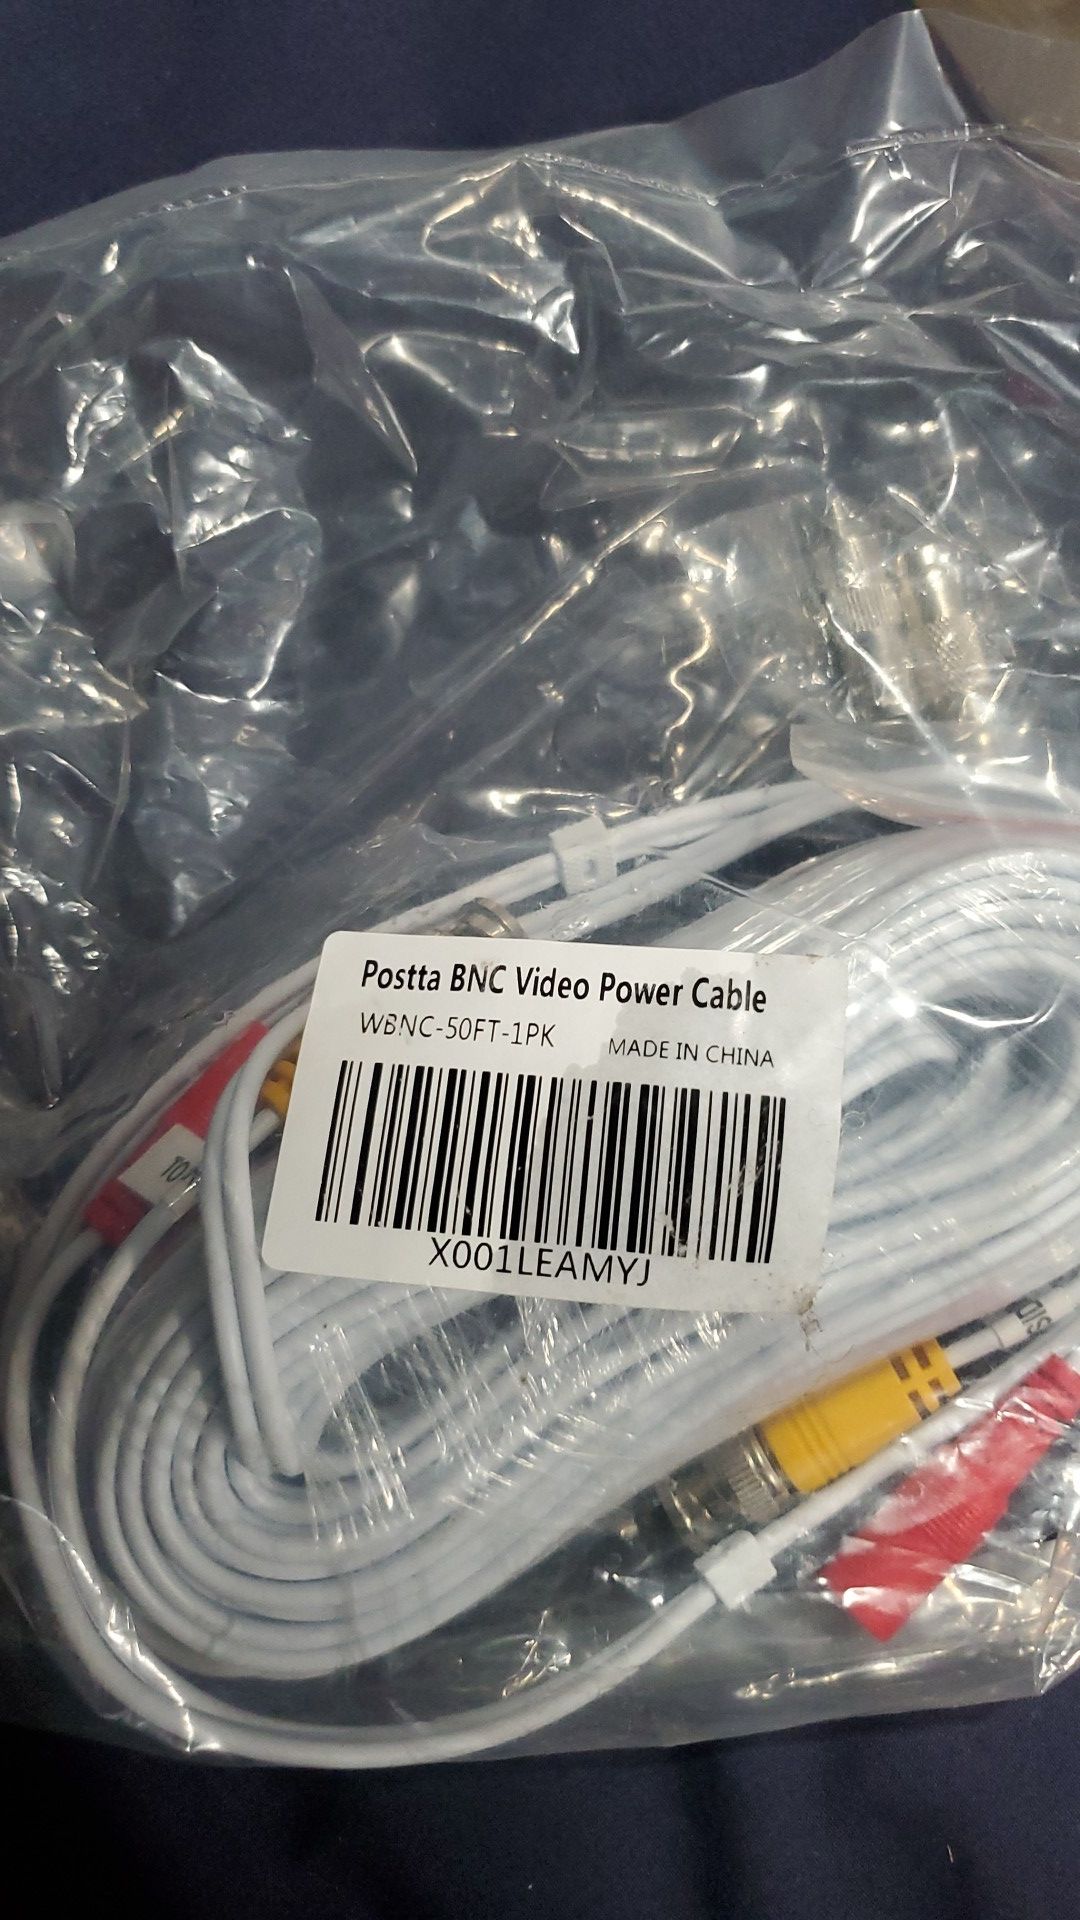 Postta BNC Video Power Cable
WBNC-50FT-1PK MADE IN CHINA
X001LEAMYJ